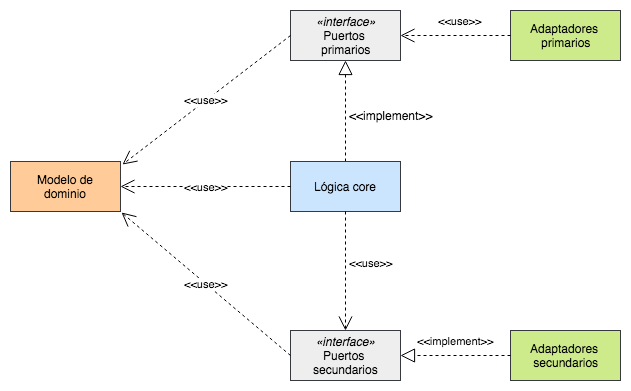 «interface»
Puertos
primarios
<<use>>
Adaptadores
primarios
<<use>>
<<implement>>
Modelo de
dominio
<<use>>
Lógica core
<<use>>
<<use>>
«interface»
Puertos
secundarios
<<implement>>
Adaptadores
secundarios